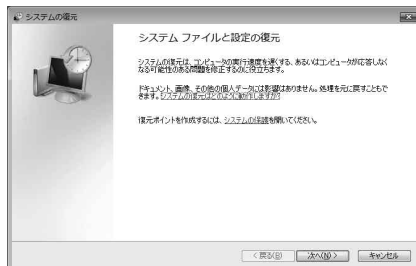 システムの復元
システム ファイルと設定の復元
システムの復元は、コンピュータの実行速度を遅くする、あるいはコンピュータが応答しなく
なる可能性のある問題を修正するのに役立ちます。
ドキュメント、画像、その他の個人データには影響はありません。処理を元に戻すこともで
きます。システムの復元はどのように動作しますか?
復元ポイントを作成するには、システムの保護を開いてください。
< 戻る(B)
次へ(N) >
キャンセル